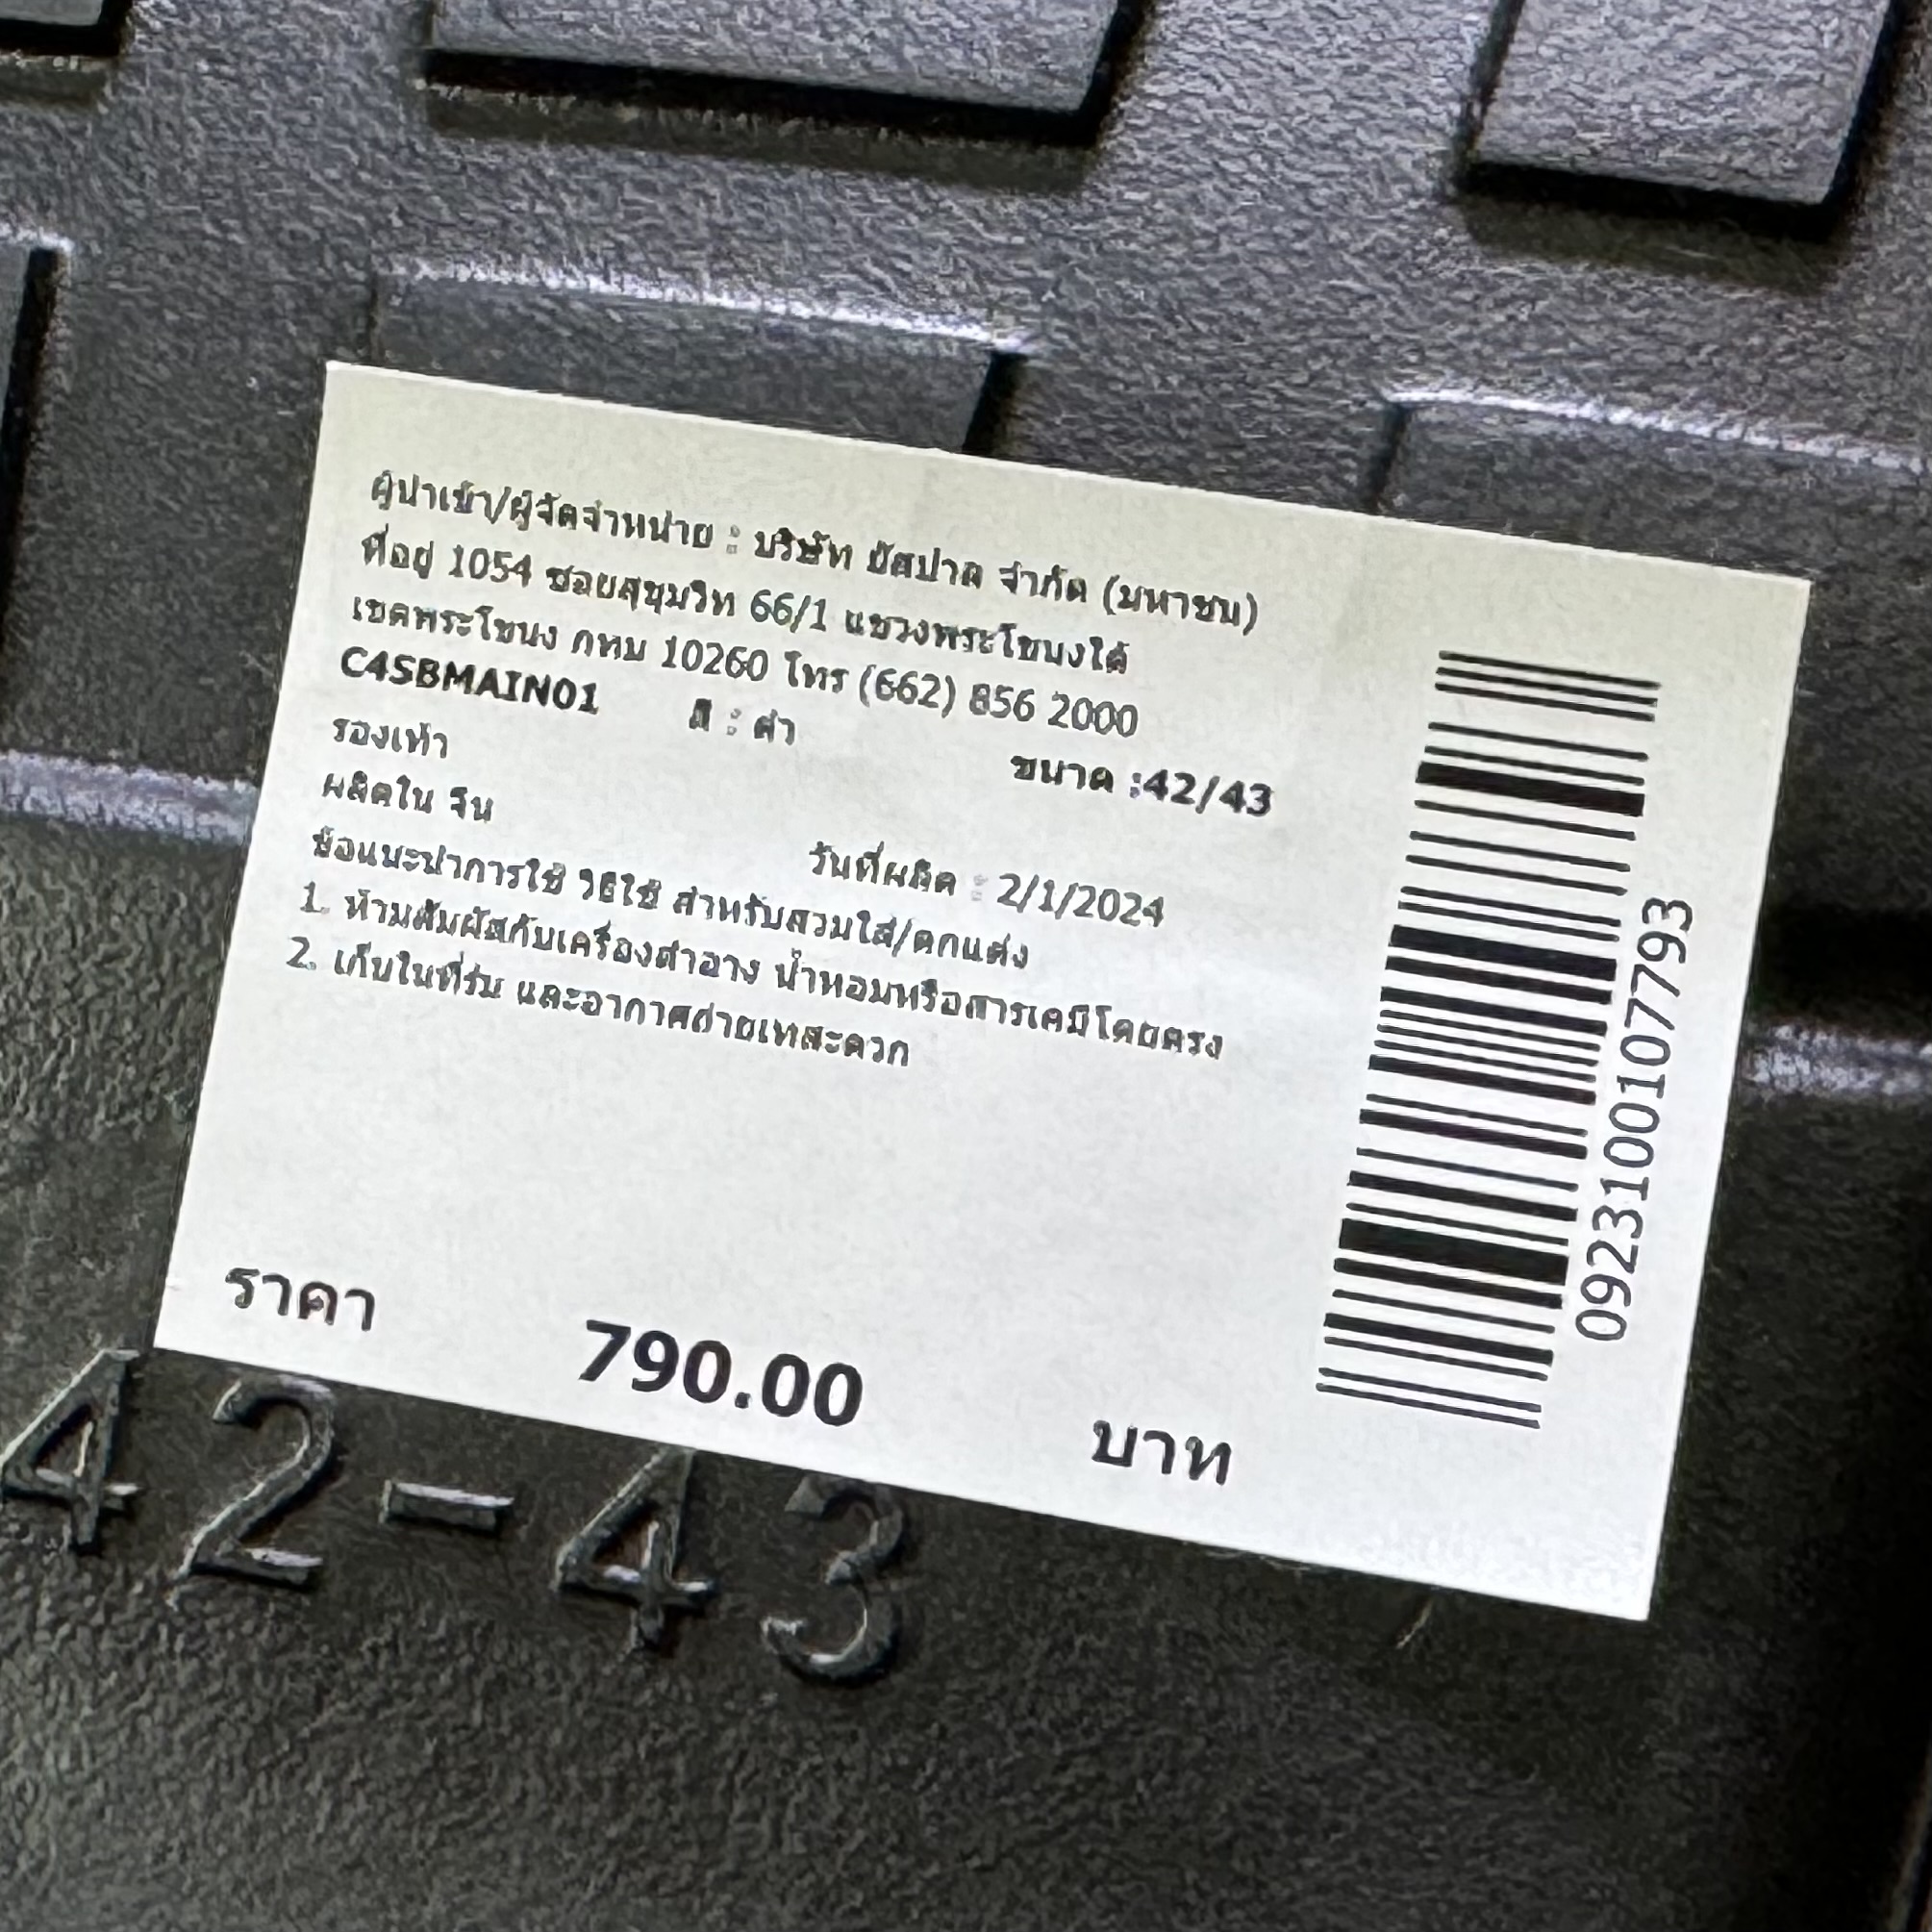 ผู้นำเข้า/ผู้จัดจำหน่าย : บริษัท ยัสปาล จำกัด (มหาชน)
ที่อยู่ 1054 ซอยสุขุมวิท 66/1 แขวงพระโขนงใต้
เขตพระโขนง กทม 10260 โทร (662) 856 2000
C4SBMAIN01 สี : ดำ ขนาด :42/43
รองเท้า
ผลิตใน จีน วันที่ผลิต : 2/1/2024
ข้อแนะนำการใช้ วิธีใช้ สำหรับสวมใส่/ตกแต่ง
1. ห้ามสัมผัสกับเครื่องสำอาง น้ำหอมหรือสารเคมีโดยตรง
2. เก็บในที่ร่ม และอากาศถ่ายเทสะดวก
ราคา 790.00 บาท
0923100107793
42-43